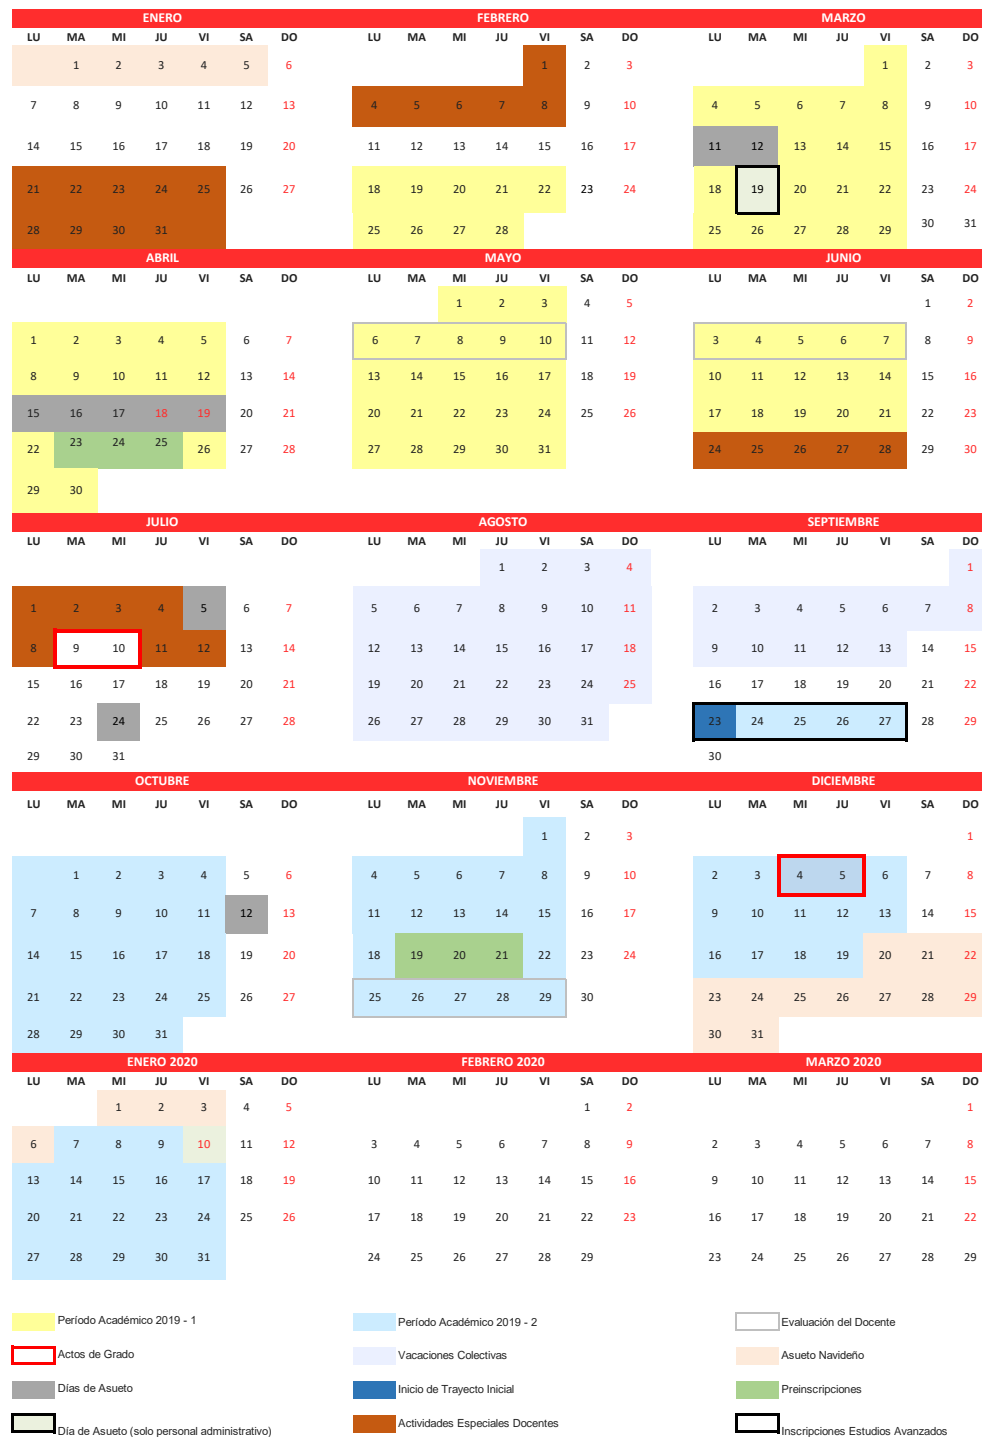 ENERO FEBRERO MARZO
LU MA MI JU VI SA DO LU MA MI JU VI SA DO LU MA MI JU VI SA DO
1 2 3 4 5 6 1 2 3 1 2 3
7 8 9 10 11 12 13 4 5 6 7 8 9 10 4 5 6 7 8 9 10
14 15 16 17 18 19 20 11 12 13 14 15 16 17 11 12 13 14 15 16 17
21 22 23 24 25 26 27 18 19 20 21 22 23 24 18 19 20 21 22 23 24
28 29 30 31 25 26 27 28 25 26 27 28 29 30 31
ABRIL MAYO JUNIO
LU MA MI JU VI SA DO LU MA MI JU VI SA DO LU MA MI JU VI SA DO
1 2 3 4 5 1 2
1 2 3 4 5 6 7 6 7 8 9 10 11 12 3 4 5 6 7 8 9
8 9 10 11 12 13 14 13 14 15 16 17 18 19 10 11 12 13 14 15 16
15 16 17 18 19 20 21 20 21 22 23 24 25 26 17 18 19 20 21 22 23
22 23 24 25 26 27 28 27 28 29 30 31 24 25 26 27 28 29 30
29 30
JULIO AGOSTO SEPTIEMBRE
LU MA MI JU VI SA DO LU MA MI JU VI SA DO LU MA MI JU VI SA DO
1 2 3 4 1
1 2 3 4 5 6 7 5 6 7 8 9 10 11 2 3 4 5 6 7 8
8 9 10 11 12 13 14 12 13 14 15 16 17 18 9 10 11 12 13 14 15
15 16 17 18 19 20 21 19 20 21 22 23 24 25 16 17 18 19 20 21 22
22 23 24 25 26 27 28 26 27 28 29 30 31 23 24 25 26 27 28 29
29 30 31 30
OCTUBRE NOVIEMBRE DICIEMBRE
LU MA MI JU VI SA DO LU MA MI JU VI SA DO LU MA MI JU VI SA DO
1 2 3 1
1 2 3 4 5 6 4 5 6 7 8 9 10 2 3 4 5 6 7 8
7 8 9 10 11 12 13 11 12 13 14 15 16 17 9 10 11 12 13 14 15
14 15 16 17 18 19 20 18 19 20 21 22 23 24 16 17 18 19 20 21 22
21 22 23 24 25 26 27 25 26 27 28 29 30 23 24 25 26 27 28 29
28 29 30 31 30 31
ENERO 2020 FEBRERO 2020 MARZO 2020
LU MA MI JU VI SA DO LU MA MI JU VI SA DO LU MA MI JU VI SA DO
1 2 3 4 5 1 2 1
6 7 8 9 10 11 12 3 4 5 6 7 8 9 2 3 4 5 6 7 8
13 14 15 16 17 18 19 10 11 12 13 14 15 16 9 10 11 12 13 14 15
20 21 22 23 24 25 26 17 18 19 20 21 22 23 16 17 18 19 20 21 22
27 28 29 30 31 24 25 26 27 28 29 23 24 25 26 27 28 29
Período Académico 2019 - 1 Período Académico 2019 - 2 Evaluación del Docente
Actos de Grado Vacaciones Colectivas Asueto Navideño
Días de Asueto Inicio de Trayecto Inicial Preinscripciones
Día de Asueto (solo personal administrativo) Actividades Especiales Docentes Inscripciones Estudios Avanzados